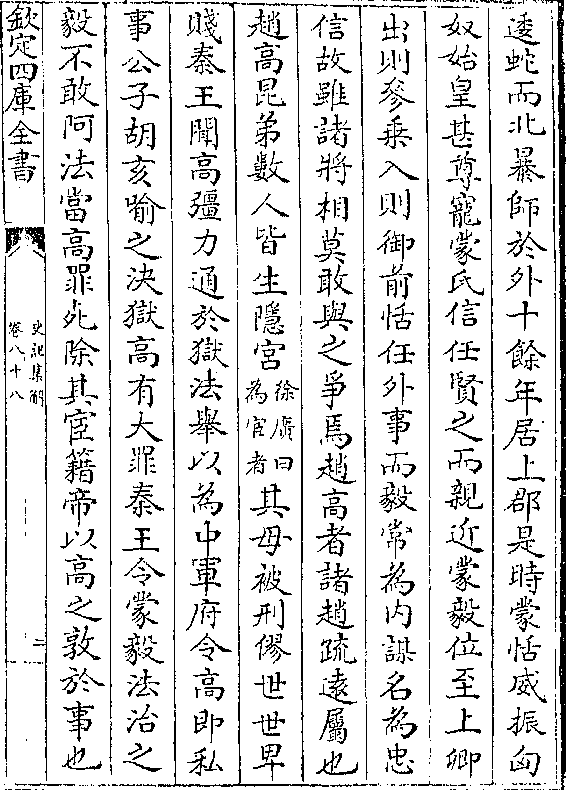 逶蛇而北暴師於外十餘年居上郡是時蒙恬威振匈
奴始皇甚尊寵蒙氏信任賢之而親近蒙毅位至上卿
出則參乗入則御前恬任外事而毅常為内謀名為忠
信故雖諸將相莫敢與之爭焉趙高者諸趙疏逺屬也
趙高昆弟數人皆生隱宮徐廣曰為宦者其母被刑僇世世卑
賤秦王聞高彊力通於獄法舉以為中車府令高即私
事公子胡亥喻之決獄高有大罪秦王令蒙毅法治之
毅不敢阿法當高罪死除其宦籍帝以高之敦於事也
欽定四庫全書
史記集解
卷八十八
二